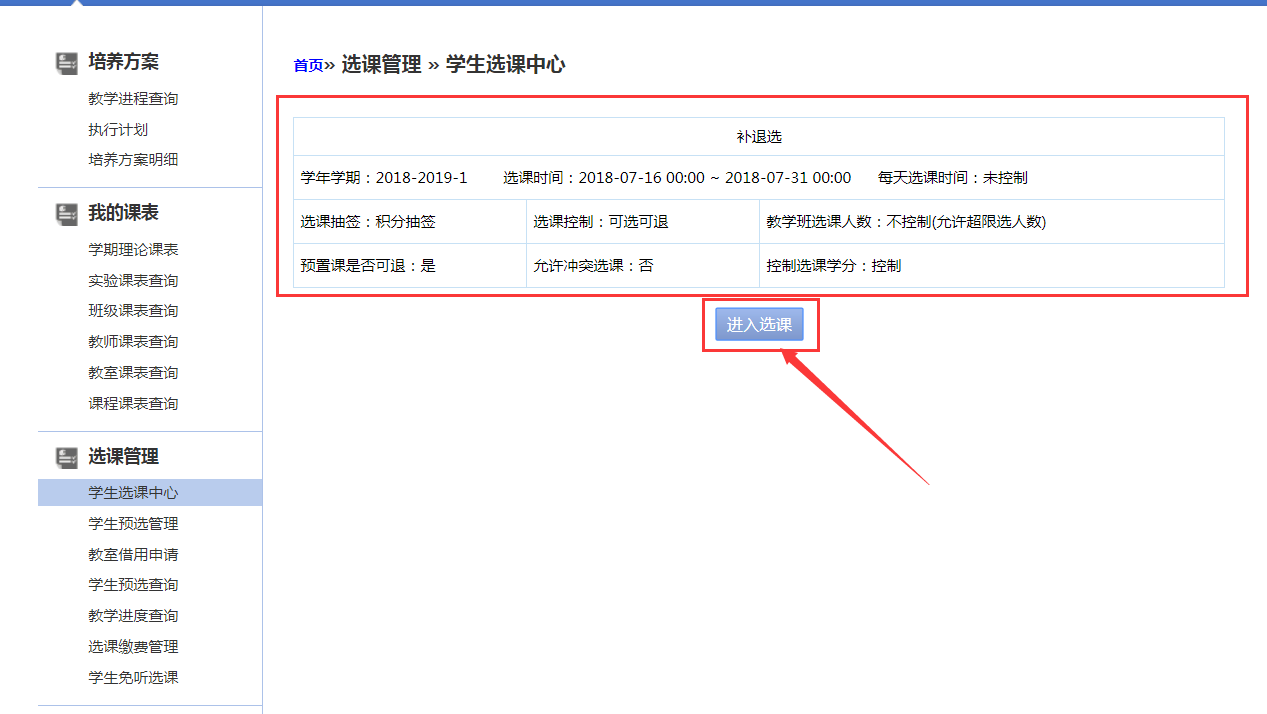 培养方案
教学进程查询
执行计划
培养方案明细
我的课表
学期理论课表
实验课表查询
班级课表查询
教师课表查询
教室课表查询
课程课表查询
选课管理
学生选课中心
学生预选管理
教室借用申请
学生预选查询
教学进度查询
选课缴费管理
学生免听选课
首页» 选课管理 » 学生选课中心
补退选
学年学期：2018-2019-1 选课时间：2018-07-16 00:00 ~ 2018-07-31 00:00 每天选课时间：未控制
选课抽签：积分抽签 选课控制：可选可退 教学班选课人数：不控制(允许超限选人数)
预置课是否可退：是 允许冲突选课：否 控制选课学分：控制
进入选课